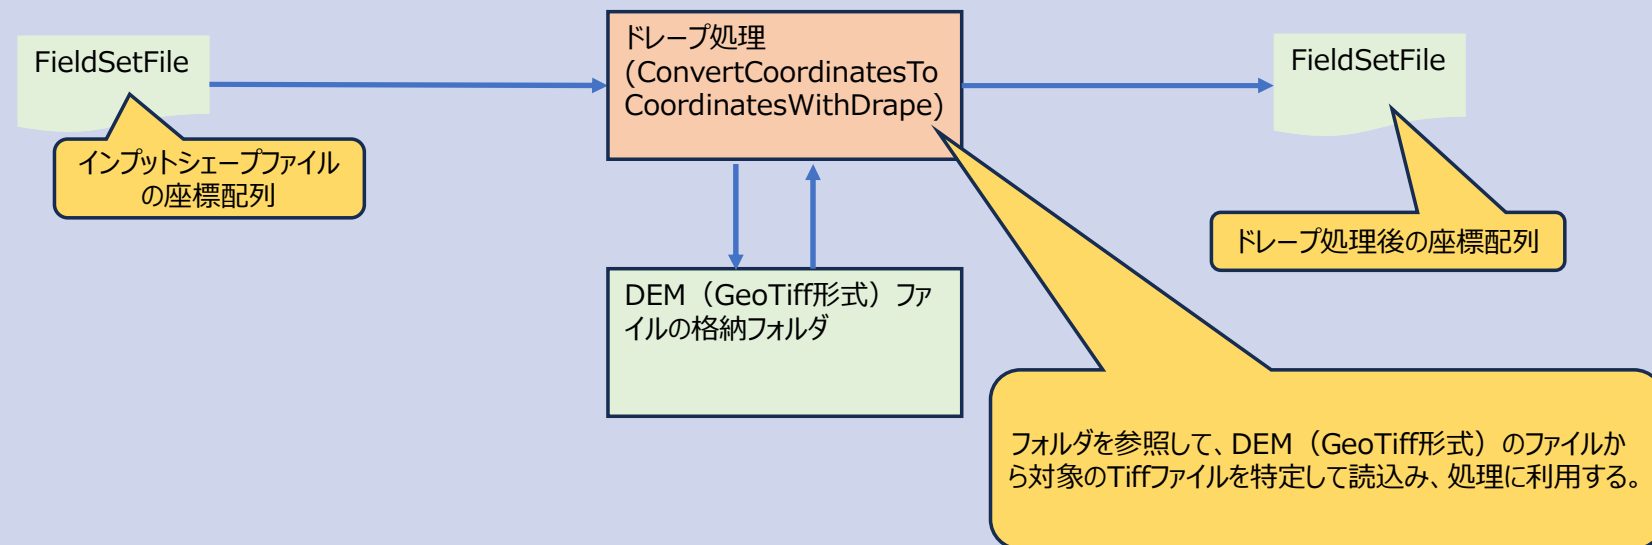 FieldSetFile
インプットシェープファイル
の座標配列
ドレープ処理
(ConvertCoordinatesTo
CoordinatesWithDrape)
FieldSetFile
ドレープ処理後の座標配列
DEM（GeoTiff形式）ファ
イルの格納フォルダ
フォルダを参照して、DEM（GeoTiff形式）のファイルか
ら対象のTiffファイルを特定して読込み、処理に利用する。